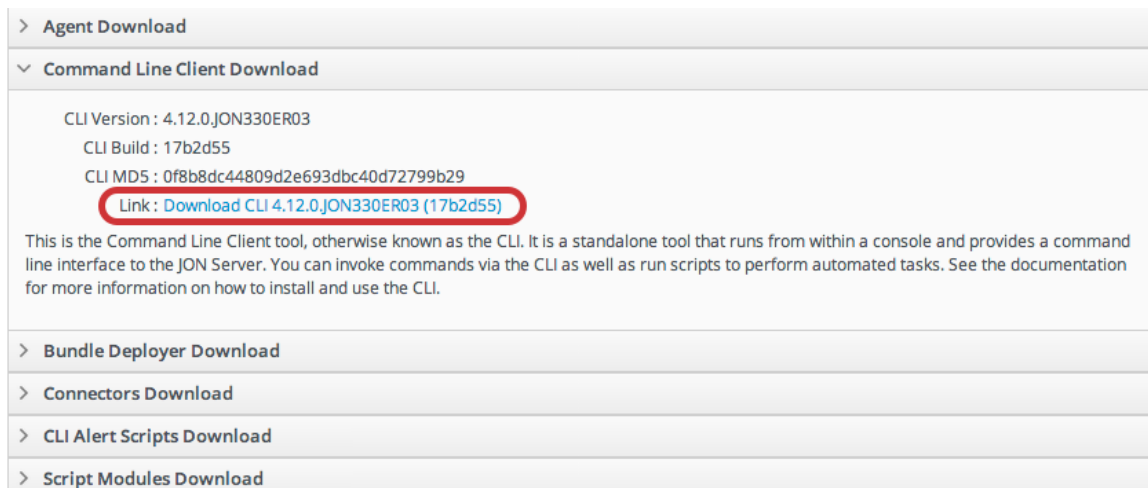 Agent Download
Command Line Client Download
CLI Version : 4.12.0.JON330ER03
CLI Build : 17b2d55
CLI MD5 : 0f8b8dc44809d2e693dbc40d72799b29
Link : Download CLI 4.12.0.JON330ER03 (17b2d55)
This is the Command Line Client tool, otherwise known as the CLI. It is a standalone tool that runs from within a console and provides a command
line interface to the JON Server. You can invoke commands via the CLI as well as run scripts to perform automated tasks. See the documentation
for more information on how to install and use the CLI.
Bundle Deployer Download
Connectors Download
CLI Alert Scripts Download
Script Modules Download